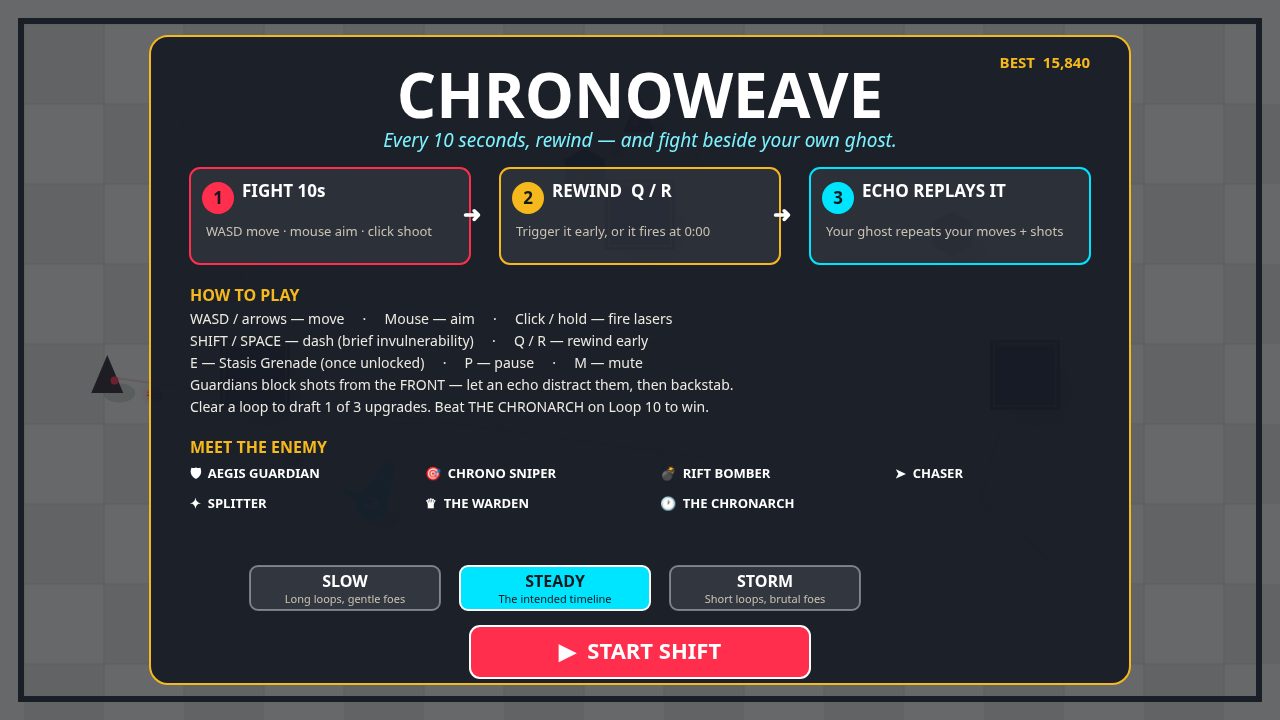 BEST 15,840
CHRONOWEAVE
Every 10 seconds, rewind — and fight beside your own ghost.
1 FIGHT 10s
WASD move · mouse aim · click shoot
➜
2 REWIND Q / R
Trigger it early, or it fires at 0:00
➜
3 ECHO REPLAYS IT
Your ghost repeats your moves + shots
HOW TO PLAY
WASD / arrows — move · Mouse — aim · Click / hold — fire lasers
SHIFT / SPACE — dash (brief invulnerability) · Q / R — rewind early
E — Stasis Grenade (once unlocked) · P — pause · M — mute
Guardians block shots from the FRONT — let an echo distract them, then backstab.
Clear a loop to draft 1 of 3 upgrades. Beat THE CHRONARCH on Loop 10 to win.
MEET THE ENEMY
🛡 AEGIS GUARDIAN 🎯 CHRONO SNIPER 💣 RIFT BOMBER ➤ CHASER
✦ SPLITTER ♛ THE WARDEN 🕐 THE CHRONARCH
SLOW
Long loops, gentle foes
STEADY
The intended timeline
STORM
Short loops, brutal foes
▶ START SHIFT